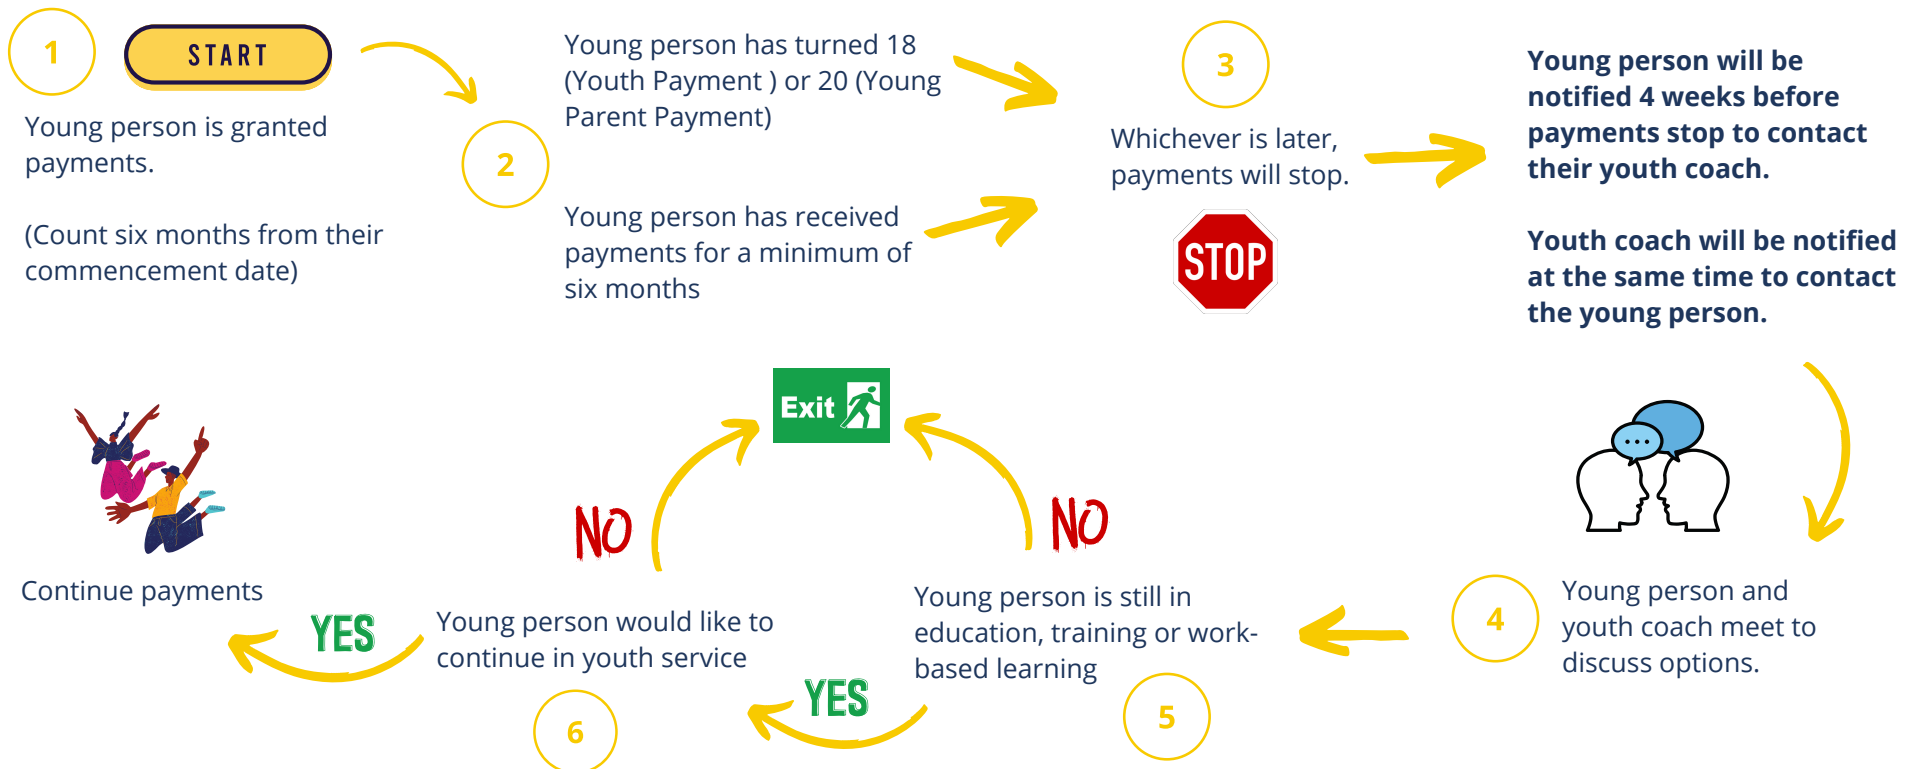 1
START
Young person is granted
payments.
(Count six months from their
commencement date)
2
Young person has turned 18
(Youth Payment ) or 20 (Young
Parent Payment)
Young person has received
payments for a minimum of
six months
3
Whichever is later,
payments will stop.
STOP
Young person will be
notified 4 weeks before
payments stop to contact
their youth coach.
Youth coach will be notified
at the same time to contact
the young person.
4
Young person and
youth coach meet to
discuss options.
Young person is still in
education, training or work-
based learning
5
NO
Exit
YES
Young person would like to
continue in youth service
6
NO
YES
Continue payments